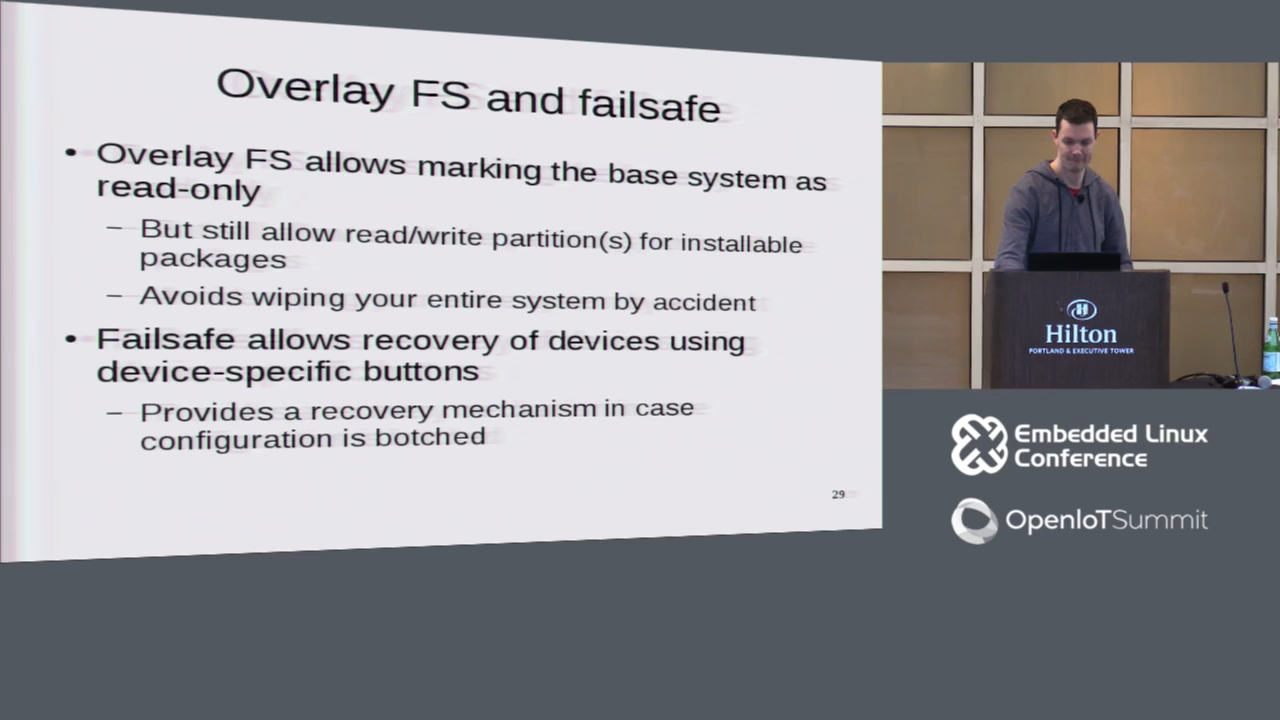 Overlay FS and failsafe
• Overlay FS allows marking the base system as
read-only
– But still allow read/write partition(s) for installable
packages
– Avoids wiping your entire system by accident
• Failsafe allows recovery of devices using
device-specific buttons
– Provides a recovery mechanism in case
configuration is botched
29
H
Hilton
PORTLAND & EXECUTIVE TOWER
Embedded Linux
Conference
OpenIoTSummit